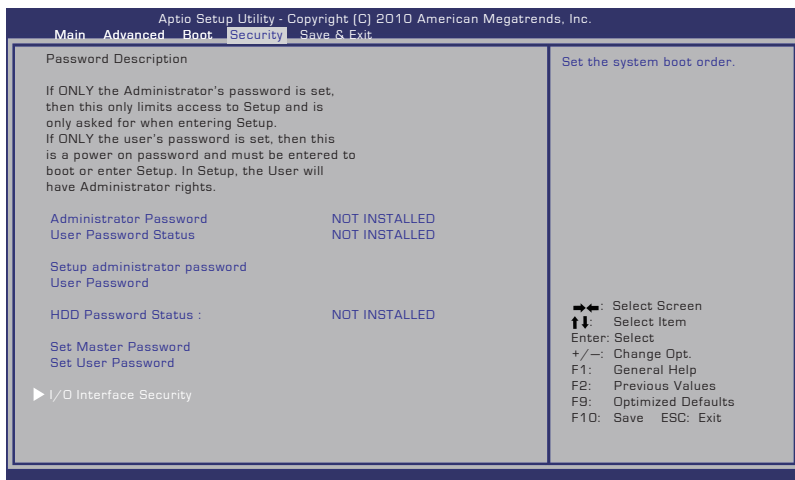 Aptio Setup Utility - Copyright (C) 2010 American Megatrends, Inc.
Main Advanced Boot Security Save & Exit
Password Description
If ONLY the Administrator's password is set,
then this only limits access to Setup and is
only asked for when entering Setup.
If ONLY the user's password is set, then this
is a power on password and must be entered to
boot or enter Setup. In Setup, the User will
have Administrator rights.
Administrator Password NOT INSTALLED
User Password Status NOT INSTALLED
Setup administrator password
User Password
HDD Password Status : NOT INSTALLED
Set Master Password
Set User Password
▶ I/O Interface Security
Set the system boot order.
→←: Select Screen
↑↓: Select Item
Enter: Select
+/—: Change Opt.
F1: General Help
F2: Previous Values
F9: Optimized Defaults
F10: Save ESC: Exit